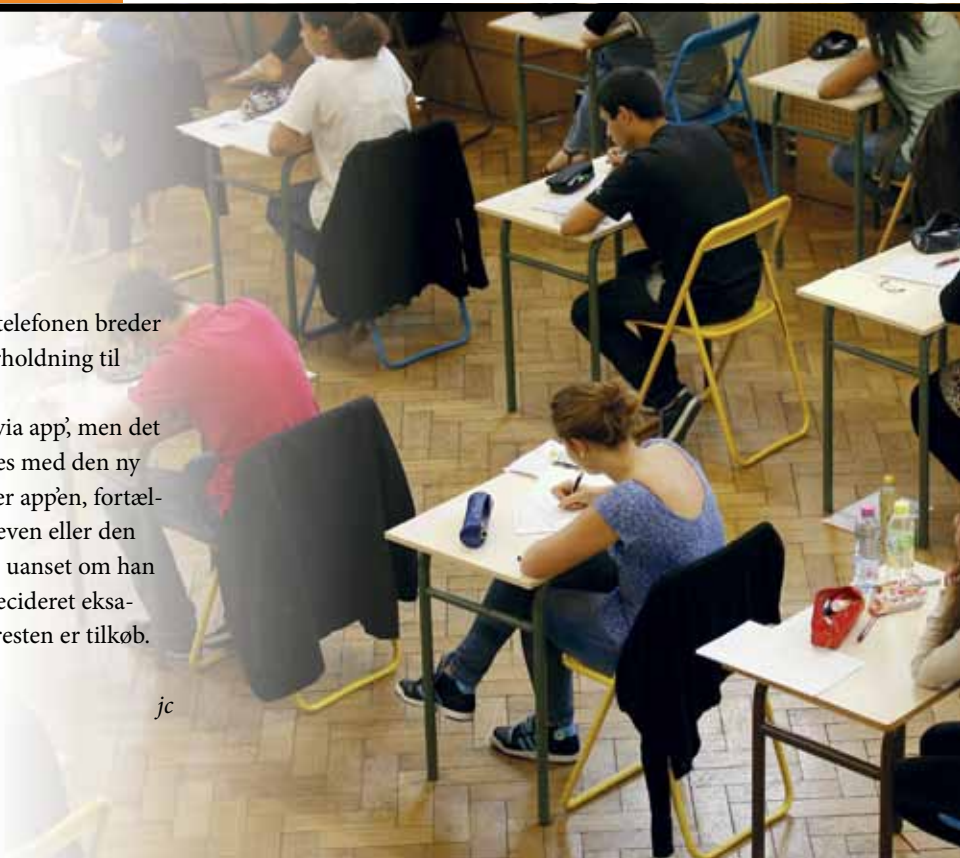 telefonen breder
rholdning til
via app’, men det
es med den ny
er app’en, fortæl-
even eller den
, uanset om han
ecideret eksa-
resten er tilkøb.
jc